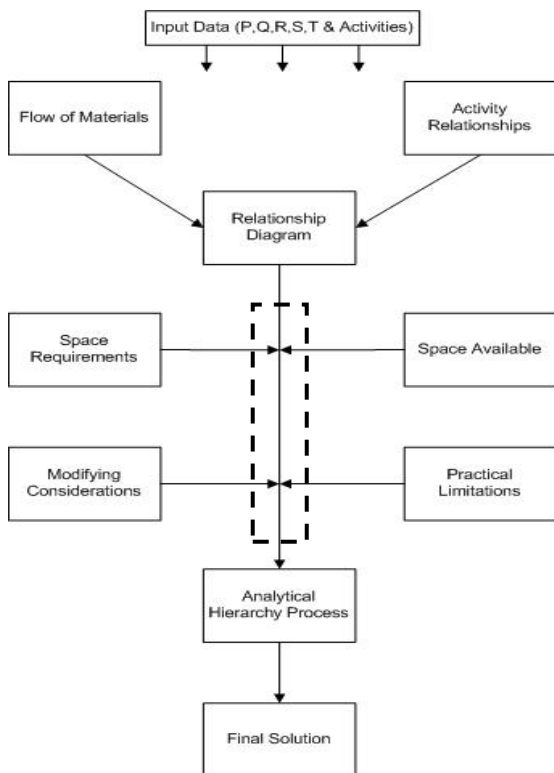 Input Data (P,Q,R,S,T & Activities)
Flow of Materials
Activity
Relationships
Relationship
Diagram
Space
Requirements
Space Available
Modifying
Considerations
Practical
Limitations
Analytical
Hierarchy Process
Final Solution